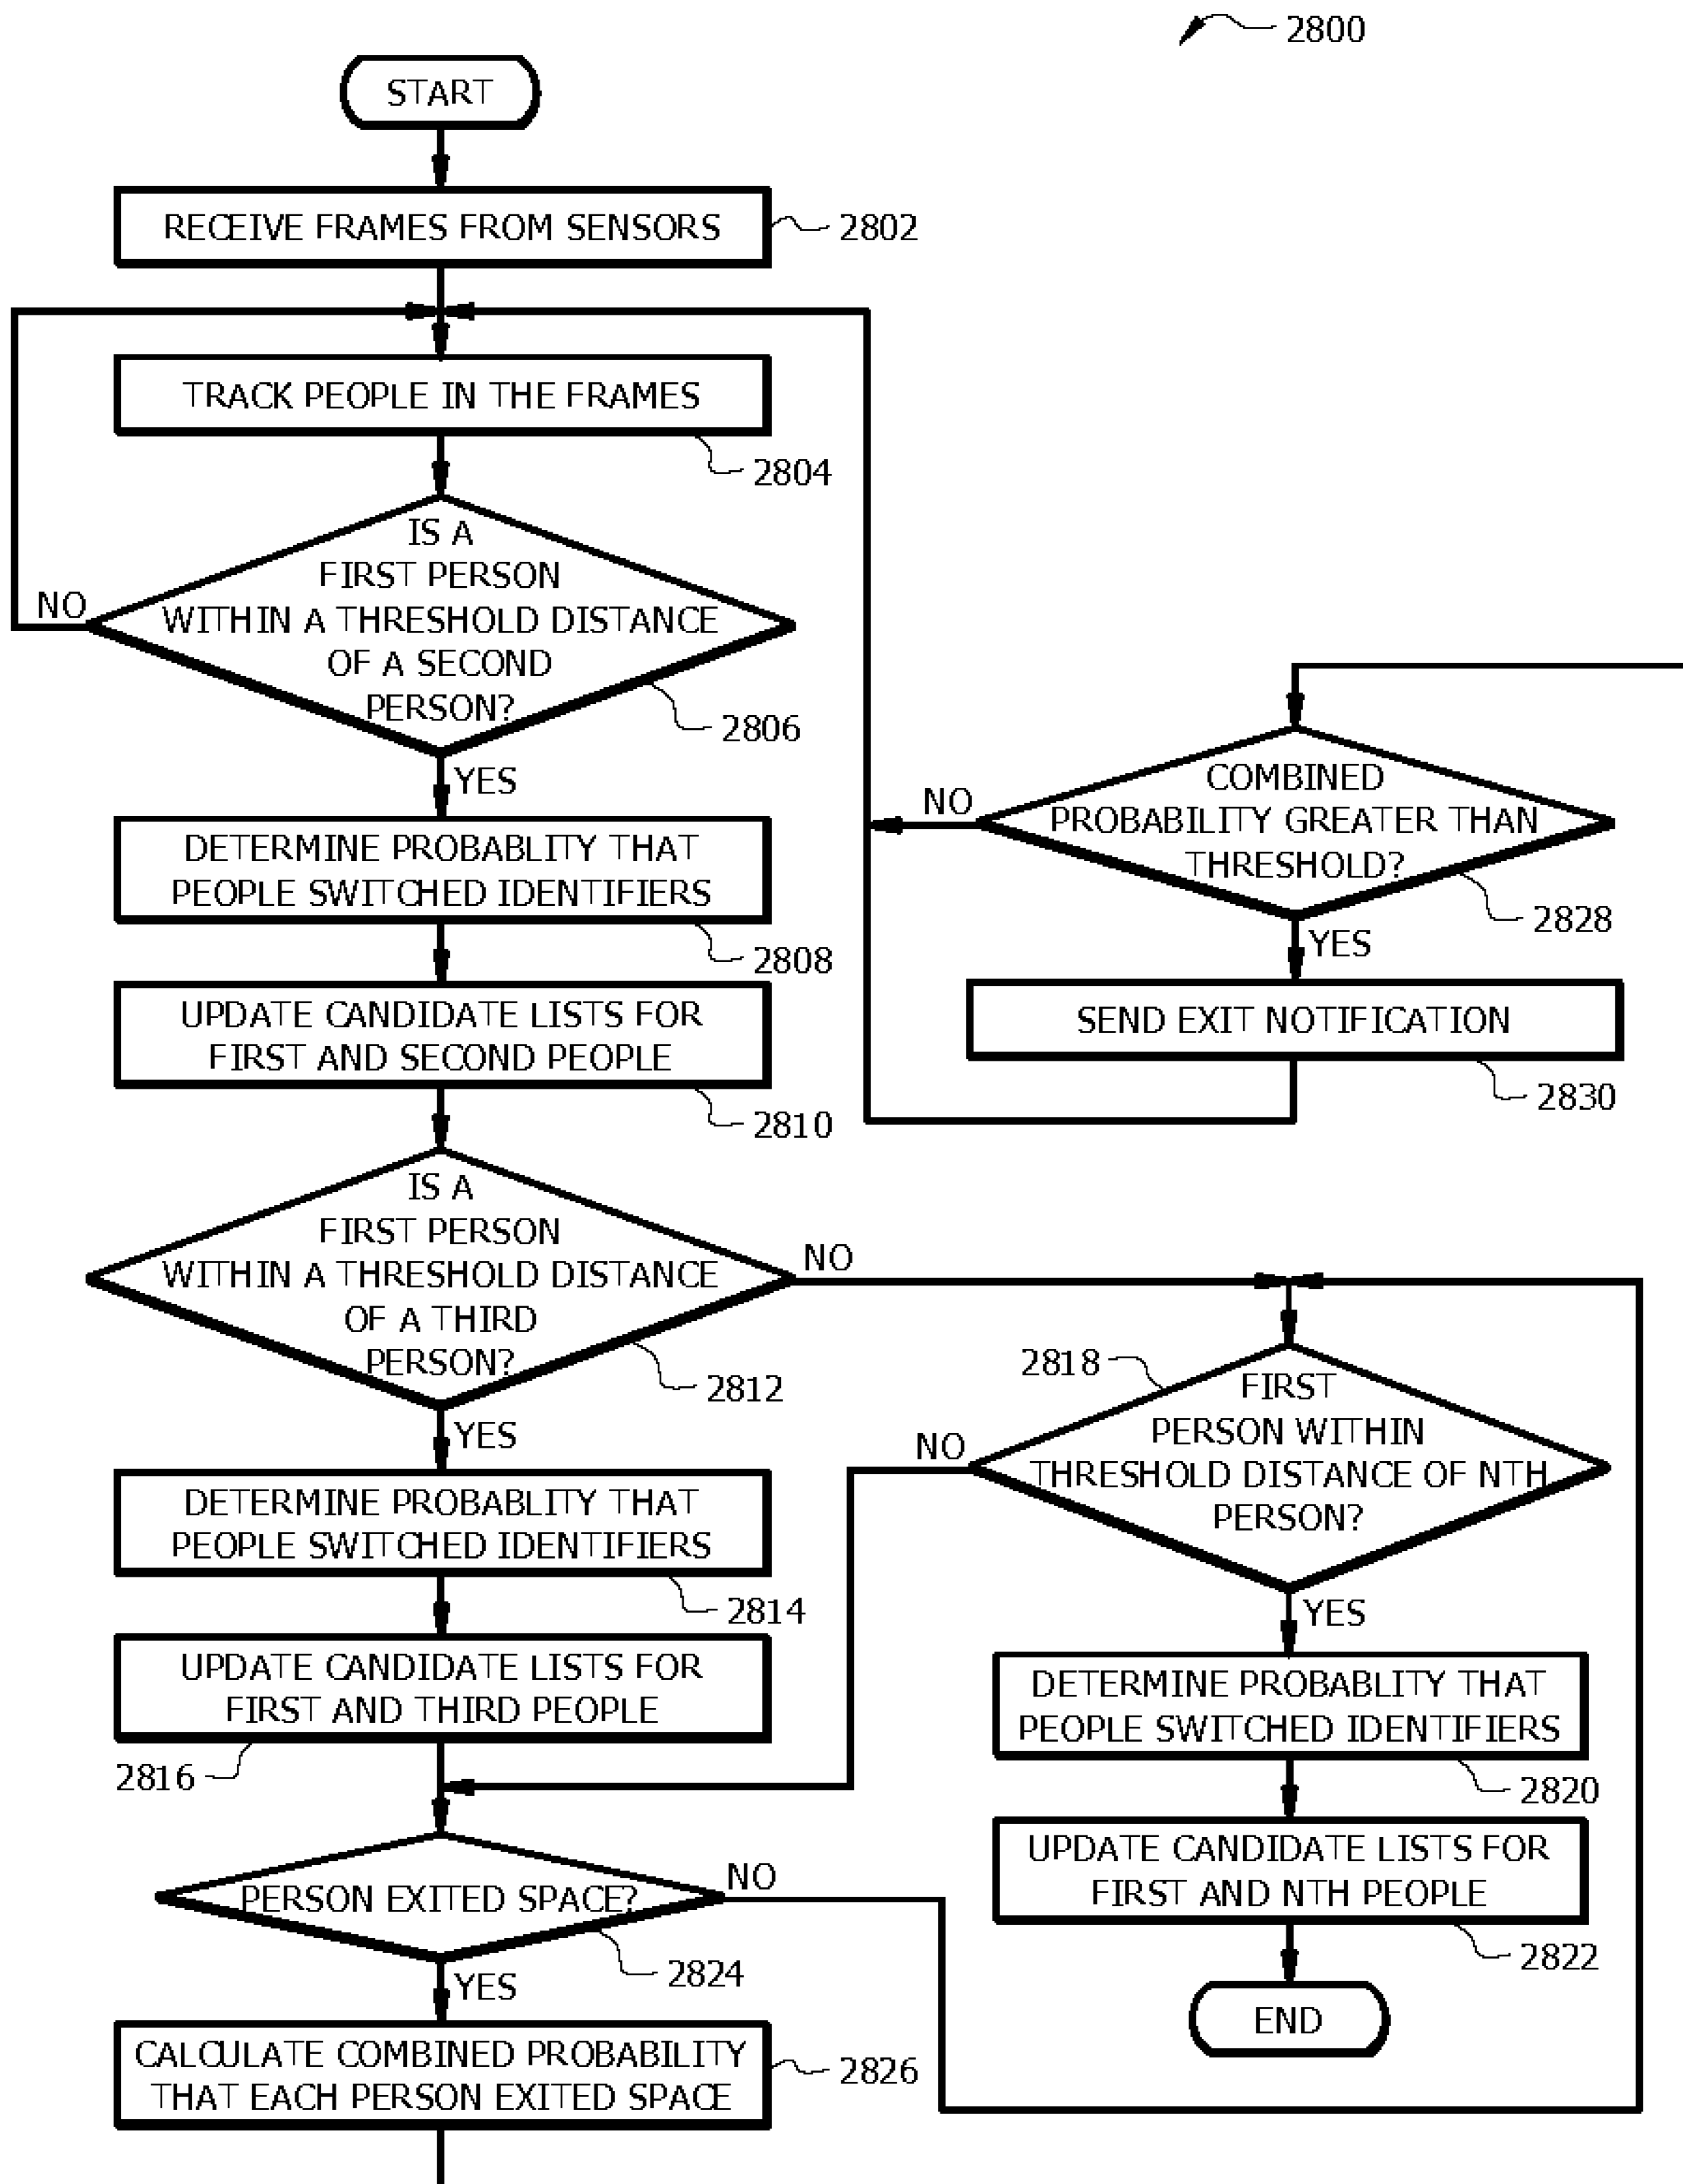 2800
START
RECEIVE FRAMES FROM SENSORS
2802
TRACK PEOPLE IN THE FRAMES
2804
IS A
FIRST PERSON
WITHIN A THRESHOLD DISTANCE
OF A SECOND
PERSON?
NO
2806
YES
DETERMINE PROBABLITY THAT
PEOPLE SWITCHED IDENTIFIERS
2808
UPDATE CANDIDATE LISTS FOR
FIRST AND SECOND PEOPLE
2810
IS A
FIRST PERSON
WITHIN A THRESHOLD DISTANCE
OF A THIRD
PERSON?
NO
2812
YES
DETERMINE PROBABLITY THAT
PEOPLE SWITCHED IDENTIFIERS
2814
UPDATE CANDIDATE LISTS FOR
FIRST AND THIRD PEOPLE
2816
PERSON EXITED SPACE?
NO
2824
YES
CALCULATE COMBINED PROBABILITY
THAT EACH PERSON EXITED SPACE
2826
COMBINED
PROBABILITY GREATER THAN
THRESHOLD?
NO
2828
YES
SEND EXIT NOTIFICATION
2830
2818
FIRST
PERSON WITHIN
THRESHOLD DISTANCE OF NTH
PERSON?
NO
YES
DETERMINE PROBABLITY THAT
PEOPLE SWITCHED IDENTIFIERS
2820
UPDATE CANDIDATE LISTS FOR
FIRST AND NTH PEOPLE
2822
END